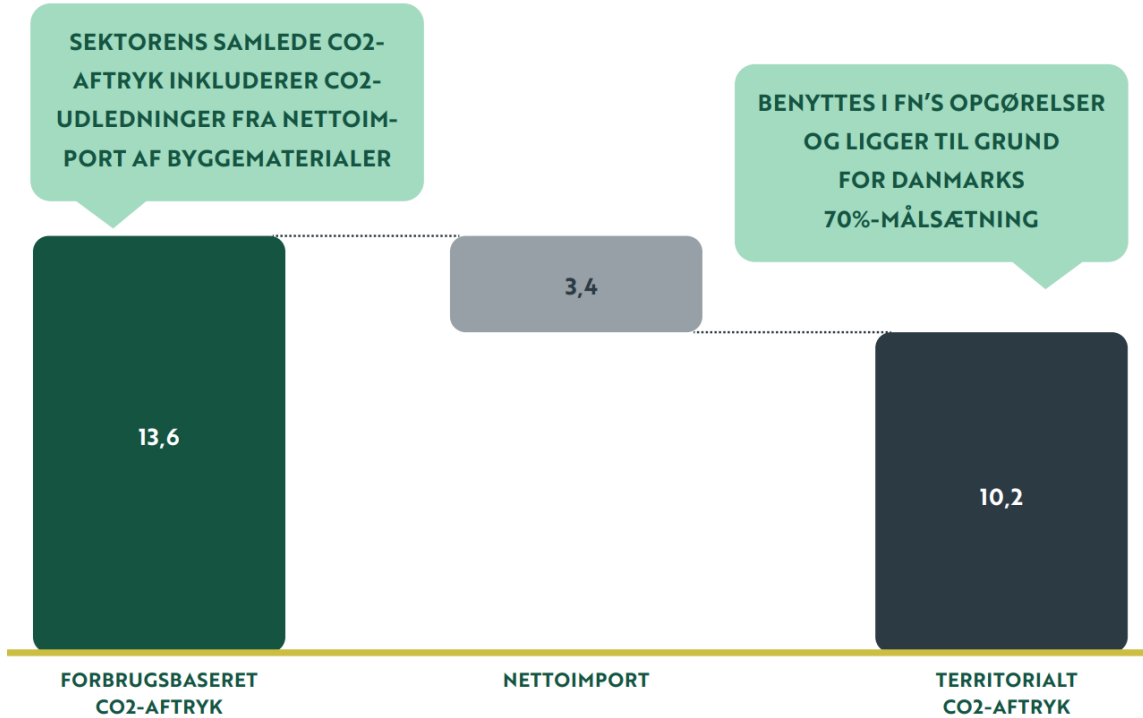 SEKTORENS SAMLEDE CO2-
AFTRYK INKLUDERER CO2-
UDLEDNINGER FRA NETTOIM-
PORT AF BYGGEMATERIALER
BENYTTES I FN'S OPGØRELSER
OG LIGGER TIL GRUND
FOR DANMARKS
70%-MÅLSÆTNING
3,4
13,6
10,2
FORBRUGSBASERET
CO2-AFTRYK
NETTOIMPORT
TERRITORIALT
CO2-AFTRYK